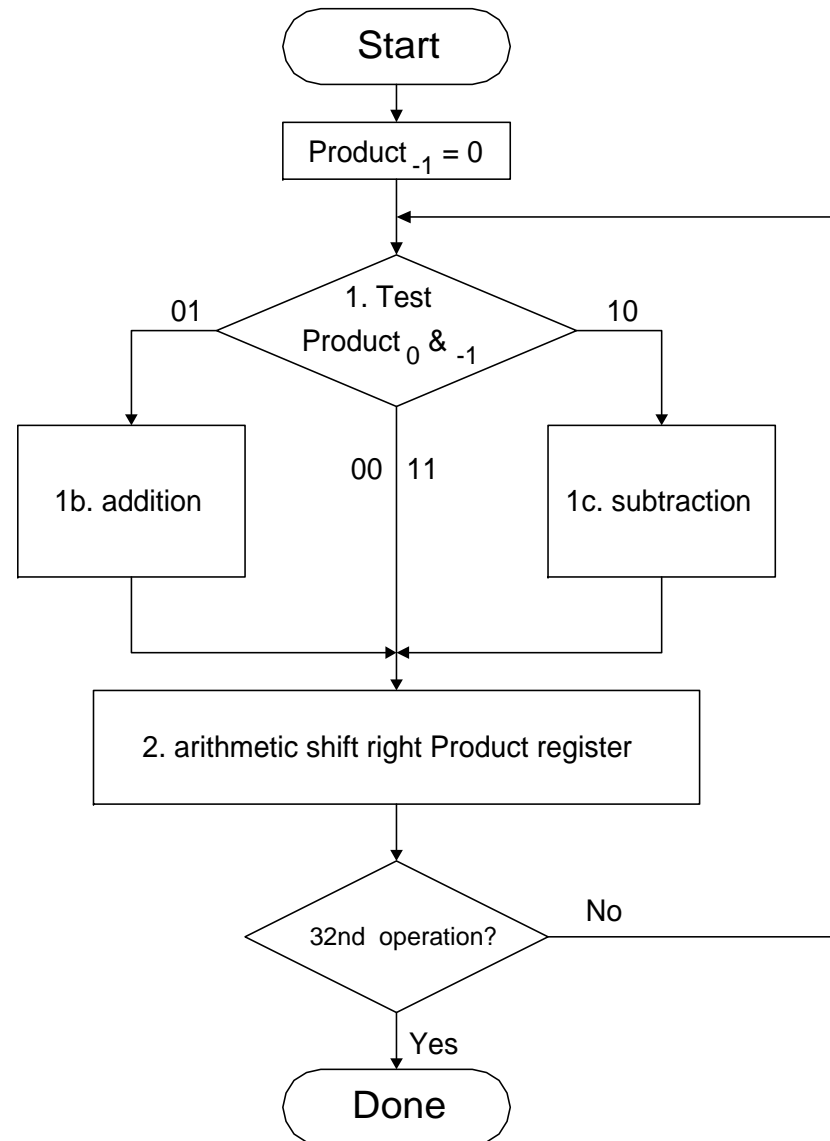 Start
Product -1 = 0
01
1. Test
10
Product 0 & -1
00 11
1b. addition
1c. subtraction
2. arithmetic shift right Product register
No
32nd operation?
Yes
Done